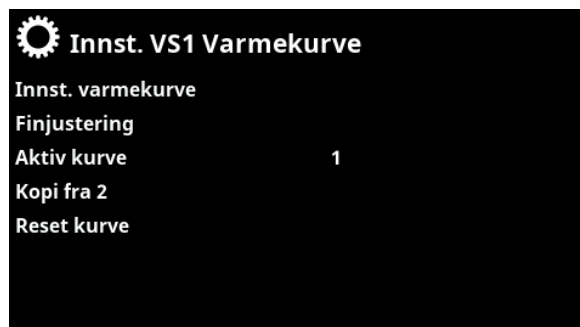 Innst. VS1 Varmekurve
Innst. varmekurve
Finjustering
Aktiv kurve 1
Kopi fra 2
Reset kurve